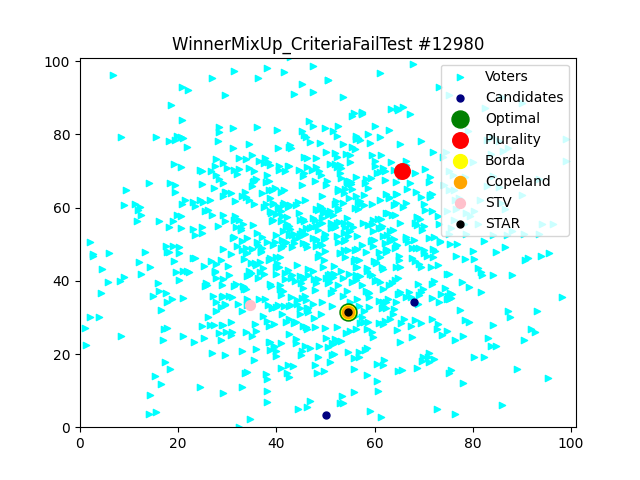 WinnerMixUp_CriteriaFailTest #12980
100
80
60
40
20
0
0
20
40
60
80
100
Voters
Candidates
Optimal
Plurality
Borda
Copeland
STV
STAR